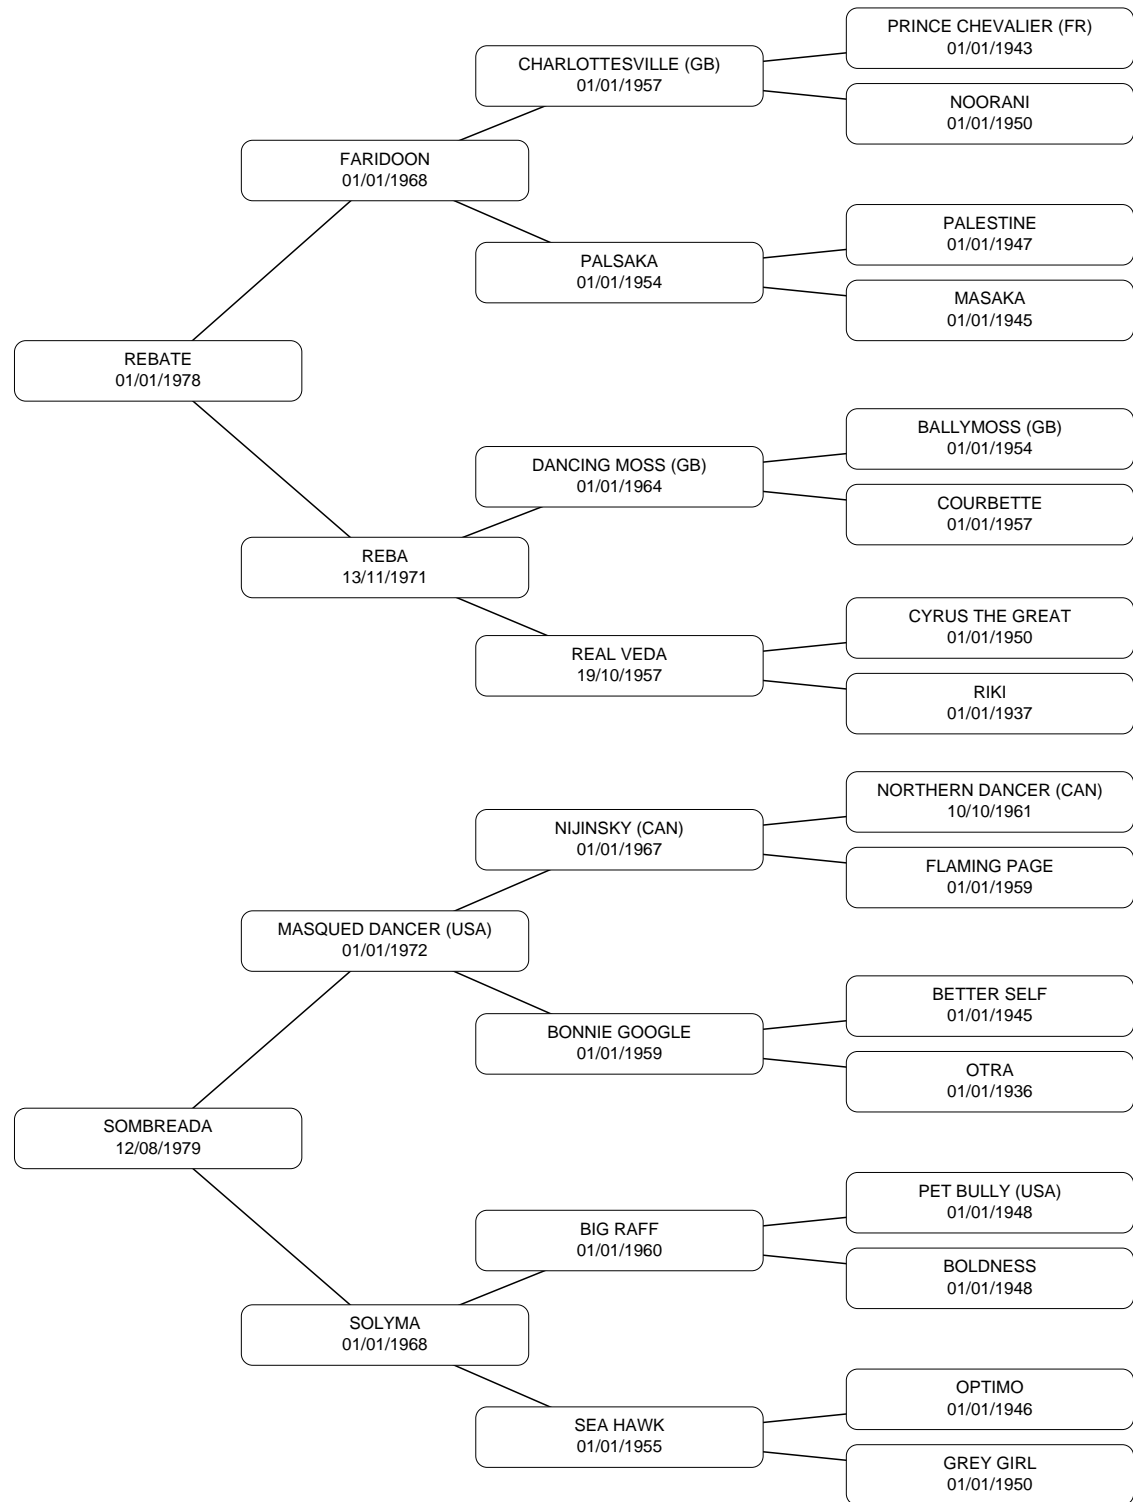 PRINCE CHEVALIER (FR)
01/01/1943
CHARLOTTESVILLE (GB)
01/01/1957
NOORANI
01/01/1950
FARIDOON
01/01/1968
PALESTINE
01/01/1947
PALSAKA
01/01/1954
MASAKA
01/01/1945
REBATE
01/01/1978
BALLYMOSS (GB)
01/01/1954
DANCING MOSS (GB)
01/01/1964
COURBETTE
01/01/1957
REBA
13/11/1971
CYRUS THE GREAT
01/01/1950
REAL VEDA
19/10/1957
RIKI
01/01/1937
NORTHERN DANCER (CAN)
10/10/1961
NIJINSKY (CAN)
01/01/1967
FLAMING PAGE
01/01/1959
MASQUED DANCER (USA)
01/01/1972
BETTER SELF
01/01/1945
BONNIE GOOGLE
01/01/1959
OTRA
01/01/1936
SOMBREADA
12/08/1979
PET BULLY (USA)
01/01/1948
BIG RAFF
01/01/1960
BOLDNESS
01/01/1948
SOLYMA
01/01/1968
OPTIMO
01/01/1946
SEA HAWK
01/01/1955
GREY GIRL
01/01/1950